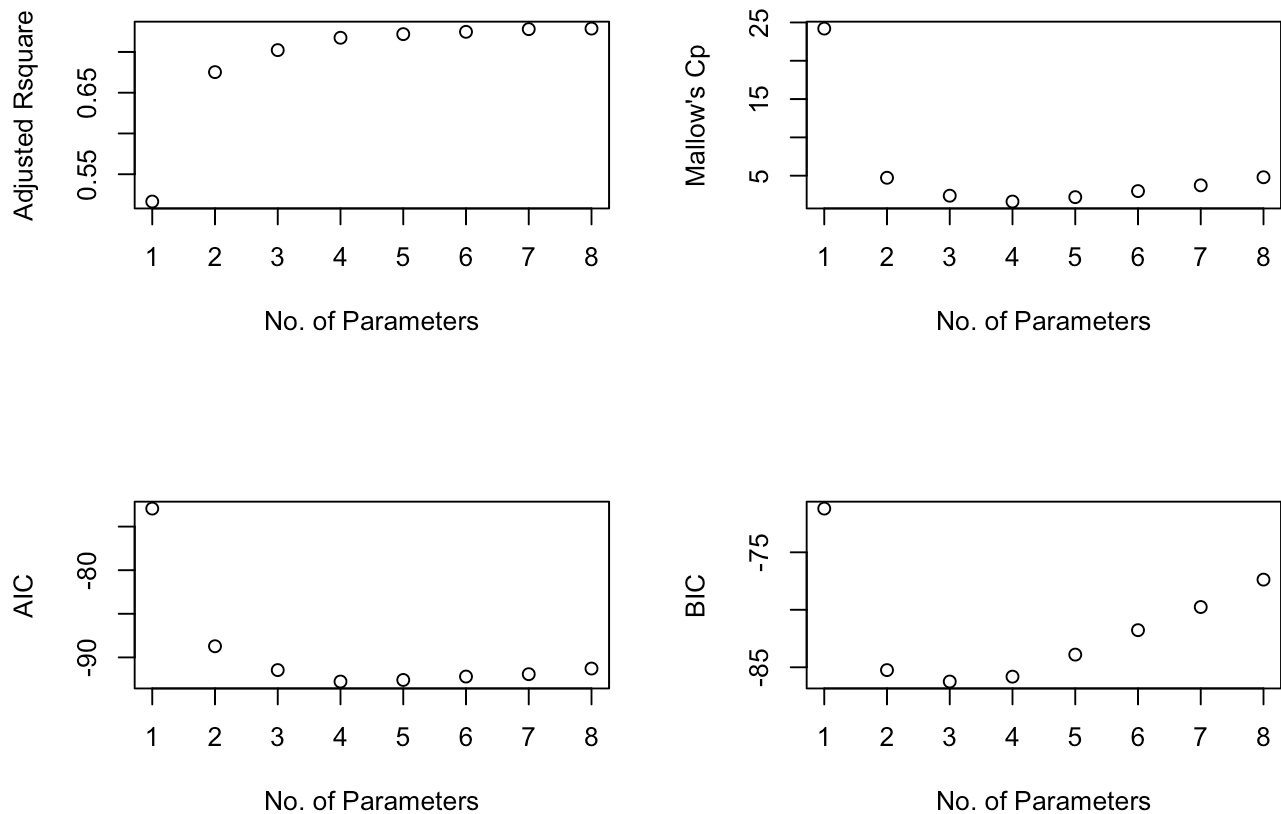 Adjusted Rsquare
0.65
0.55
1 2 3 4 5 6 7 8
No. of Parameters
Mallow's Cp
25
15
5
1 2 3 4 5 6 7 8
No. of Parameters
AIC
-80
-90
1 2 3 4 5 6 7 8
No. of Parameters
BIC
-75
-85
1 2 3 4 5 6 7 8
No. of Parameters